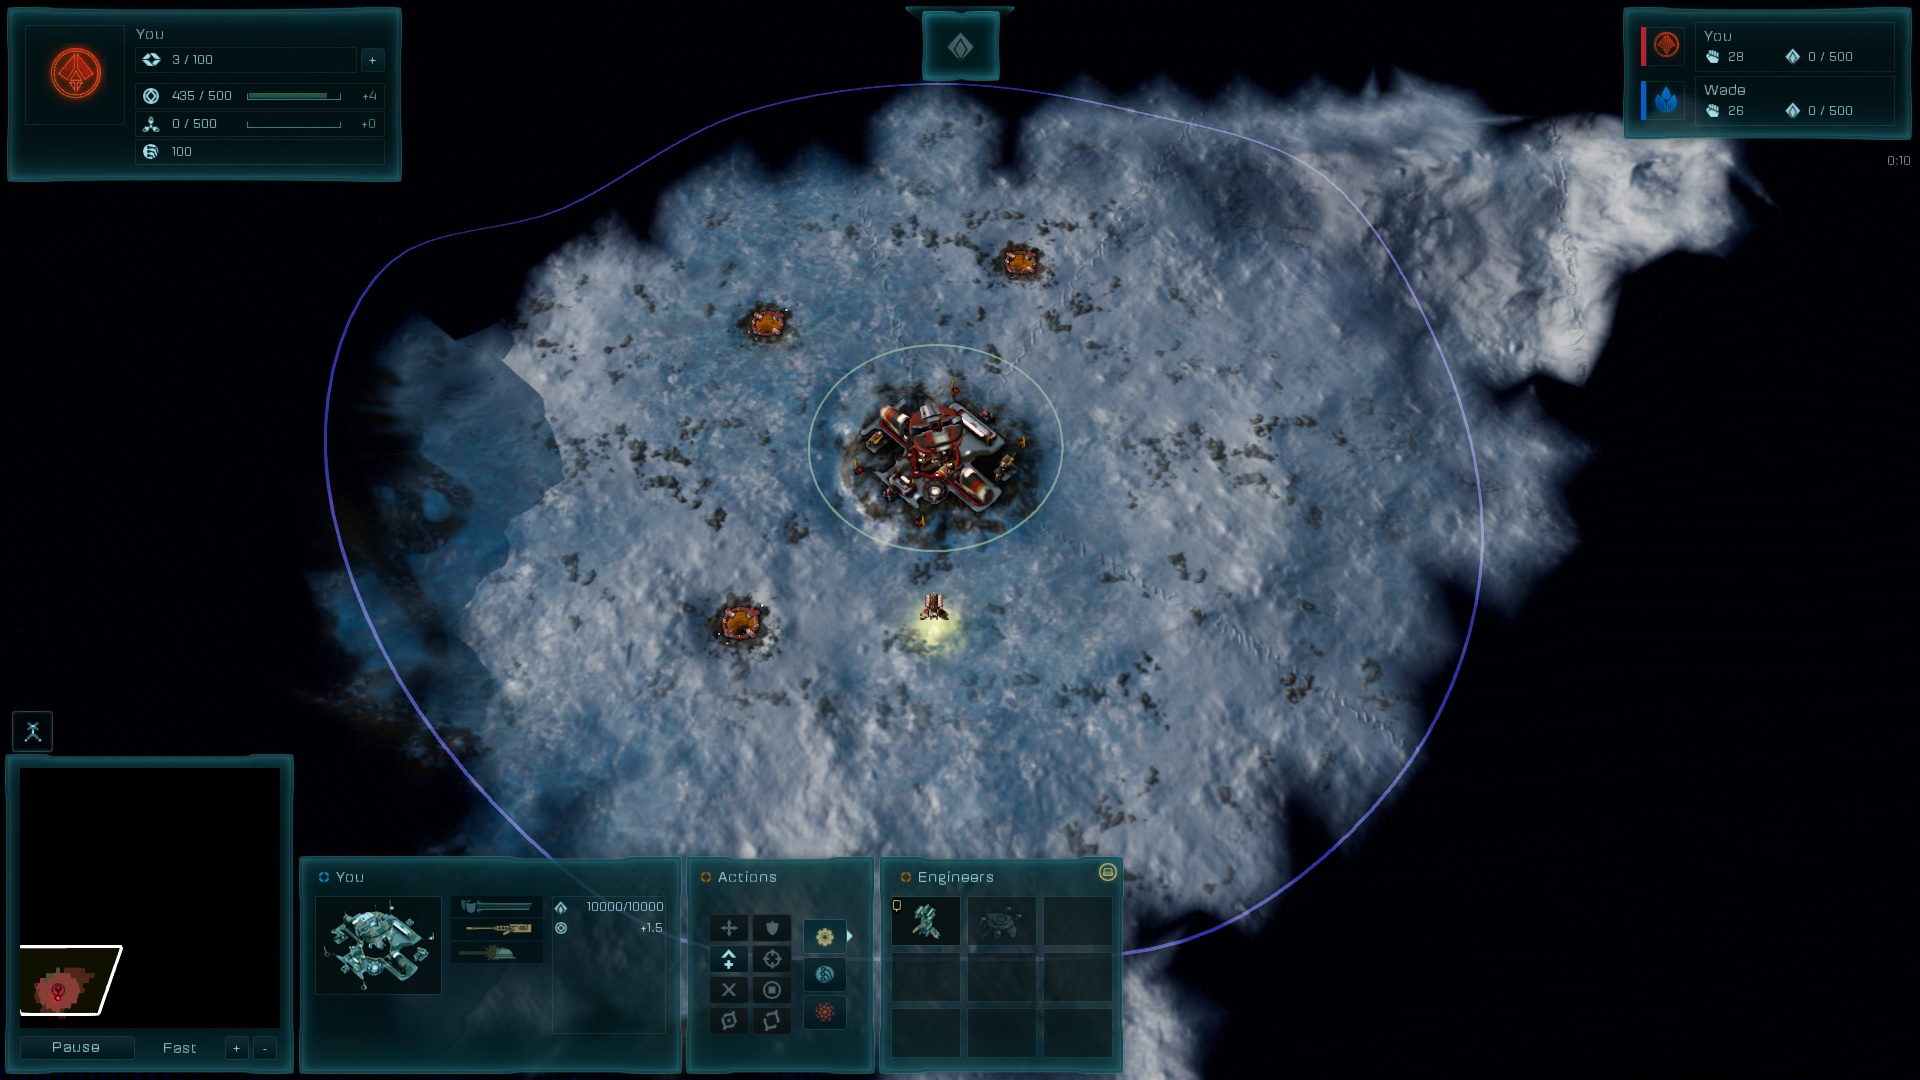 You
3 / 100 +
435 / 500 +4
0 / 500 +0
100
You
28 0 / 500
Wade
26 0 / 500
0:10
Pause Fast + -
You
10000/10000
+1.5
Actions
Engineers